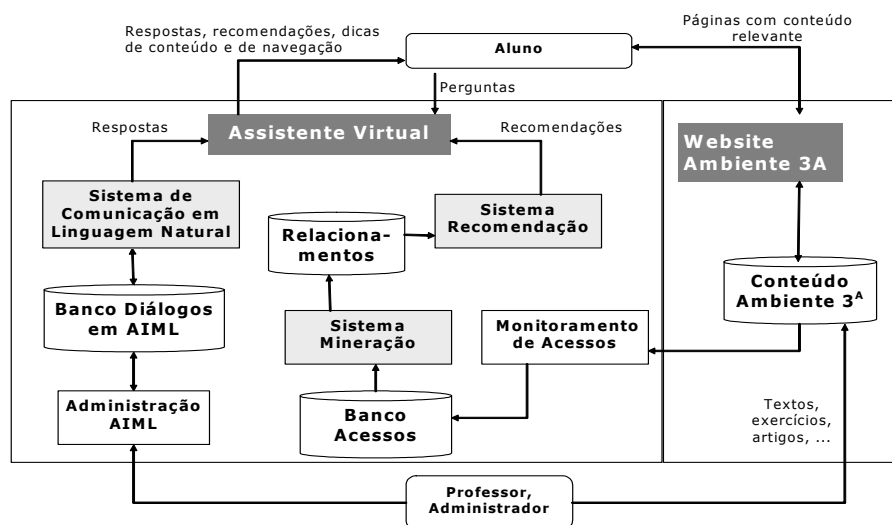 Respostas, recomendações, dicas
de conteúdo e de navegação
Aluno
Páginas com conteúdo
relevante
Perguntas
Respostas
Assistente Virtual
Recomendações
Website
Ambiente 3A
Sistema de
Comunicação em
Linguagem Natural
Relaciona-
mentos
Sistema
Recomendação
Conteúdo
Ambiente 3ᴬ
Banco Diálogos
em AIML
Sistema
Mineração
Monitoramento
de Acessos
Administração
AIML
Banco
Acessos
Textos,
exercícios,
artigos, ...
Professor,
Administrador